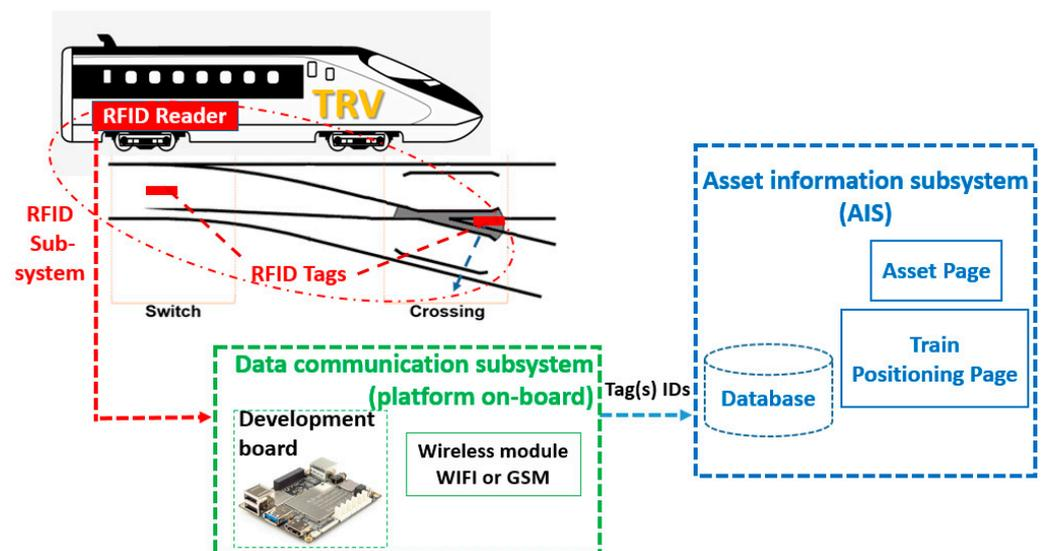 TRV
RFID Reader
RFID
Sub-
system
RFID Tags
Switch
Crossing
Data communication subsystem
(platform on-board)
Development
board
Wireless module
WIFI or GSM
Tag(s) IDs
Asset information subsystem
(AIS)
Asset Page
Train
Positioning Page
Database